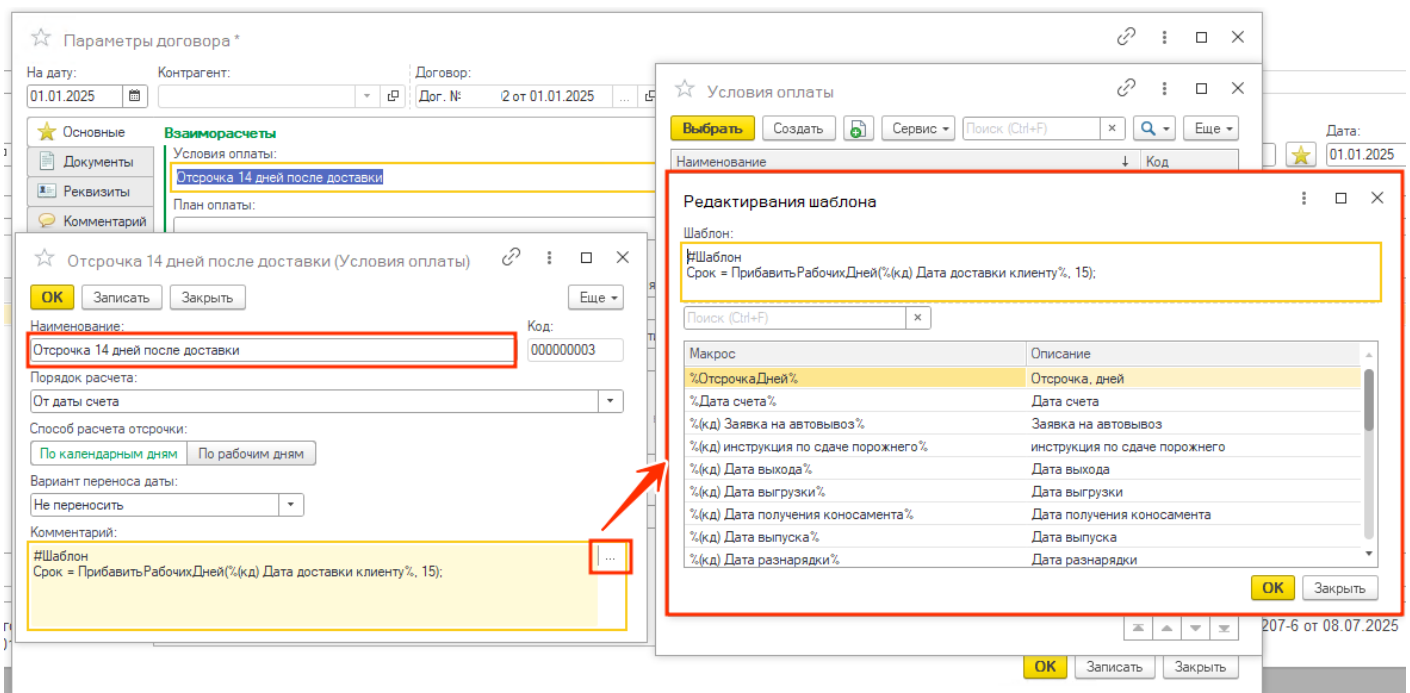 Параметры договора *
На дату:
Контрагент:
Договор:
01.01.2025
Дог. № 2 от 01.01.2025 ...
Основные
Документы
Реквизиты
Комментарий
Взаиморасчеты
Условия оплаты:
Отсрочка 14 дней после доставки
План оплаты:
Условия оплаты
Выбрать Создать Сервис Поиск (Ctrl+F) × Еще
Наименование ↓ Код
Дата:
01.01.2025
Отсрочка 14 дней после доставки (Условия оплаты)
ОК Записать Закрыть Еще
Наименование: Код:
Отсрочка 14 дней после доставки 000000003
Порядок расчета:
От даты счета
Способ расчета отсрочки:
По календарным дням По рабочим дням
Вариант переноса даты:
Не переносить
Комментарий:
#Шаблон ...
Срок = ПрибавитьРабочихДней(%(кд) Дата доставки клиенту%, 15);
Редактирвания шаблона
Шаблон:
#Шаблон
Срок = ПрибавитьРабочихДней(%(кд) Дата доставки клиенту%, 15);
Поиск (Ctrl+F) ×
Макрос Описание
%ОтсрочкаДней% Отсрочка, дней
%Дата счета% Дата счета
%(кд) Заявка на автовывоз% Заявка на автовывоз
%(кд) инструкция по сдаче порожнего% инструкция по сдаче порожнего
%(кд) Дата выхода% Дата выхода
%(кд) Дата выгрузки% Дата выгрузки
%(кд) Дата получения коносамента% Дата получения коносамента
%(кд) Дата выпуска% Дата выпуска
%(кд) Дата разнарядки% Дата разнарядки
ОК Закрыть
207-6 от 08.07.2025
ОК Записать Закрыть